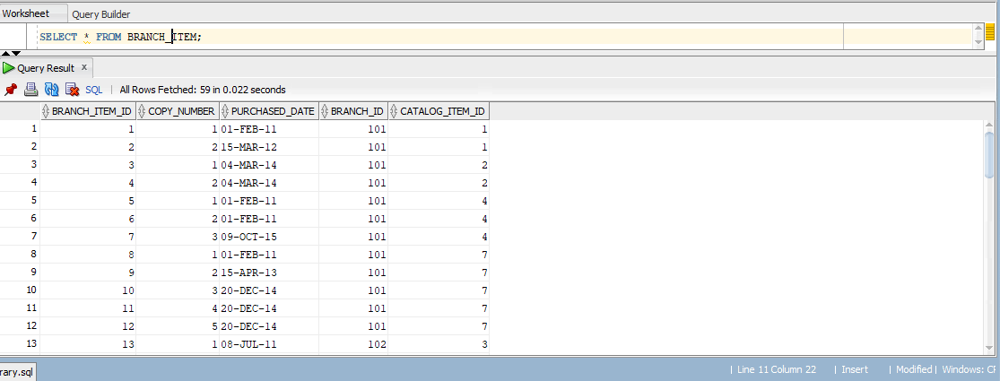 Worksheet Query Builder
SELECT * FROM BRANCH_ITEM;
Query Result x
SQL | All Rows Fetched: 59 in 0.022 seconds
BRANCH_ITEM_ID COPY_NUMBER PURCHASED_DATE BRANCH_ID CATALOG_ITEM_ID
1 1 1 01-FEB-11 101 1
2 2 2 15-MAR-12 101 1
3 3 1 04-MAR-14 101 2
4 4 2 04-MAR-14 101 2
5 5 1 01-FEB-11 101 4
6 6 2 01-FEB-11 101 4
7 7 3 09-OCT-15 101 4
8 8 1 01-FEB-11 101 7
9 9 2 15-APR-13 101 7
10 10 3 20-DEC-14 101 7
11 11 4 20-DEC-14 101 7
12 12 5 20-DEC-14 101 7
13 13 1 08-JUL-11 102 3
rary.sql | Line 11 Column 22 | Insert | Modified | Windows: CR